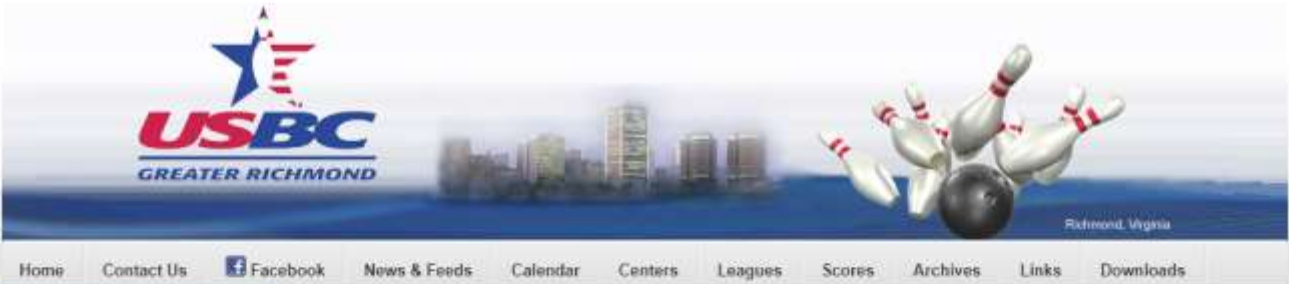 USBC
GREATER RICHMOND
Richmond, Virginia
Home Contact Us Facebook News & Feeds Calendar Centers Leagues Scores Archives Links Downloads